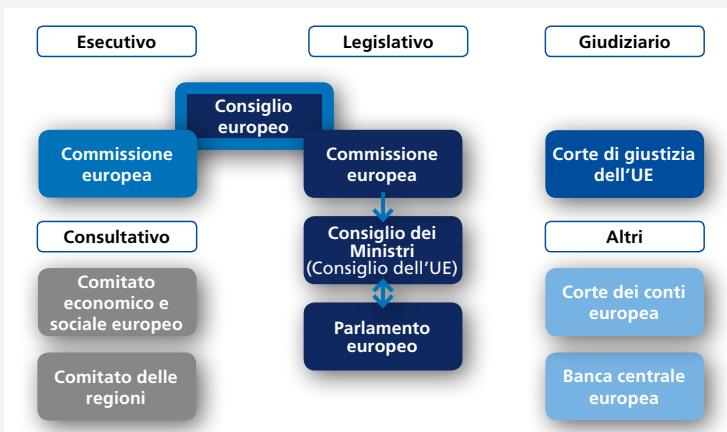 Esecutivo
Legislativo
Giudiziario
Consiglio
europeo
Commissione
europea
Commissione
europea
Corte di giustizia
dell'UE
Consultativo
Consiglio dei
Ministri
(Consiglio dell'UE)
Altri
Comitato
economico e
sociale europeo
Corte dei conti
europea
Parlamento
europeo
Comitato delle
regioni
Banca centrale
europea